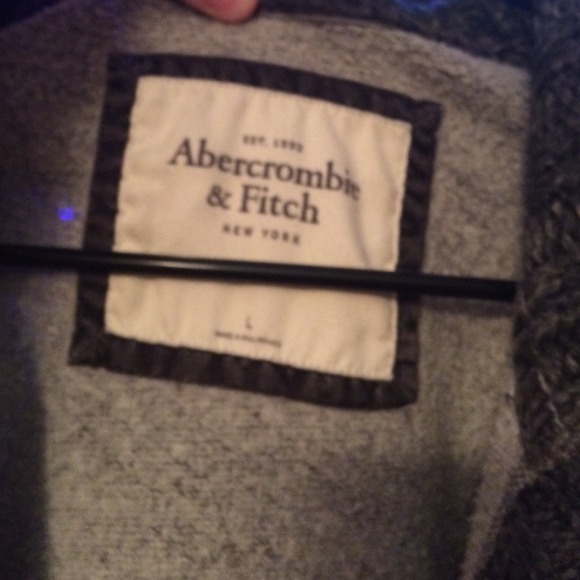 EST. 1892
Abercrombie
& Fitch
NEW YORK
L